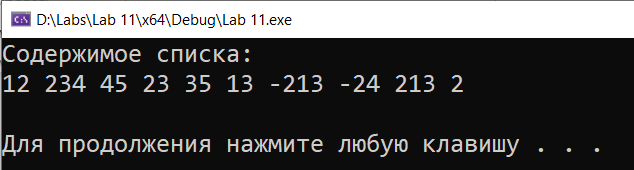 D:\Labs\Lab 11\x64\Debug\Lab 11.exe
Содержимое списка:
12 234 45 23 35 13 -213 -24 213 2
Для продолжения нажмите любую клавишу . . .